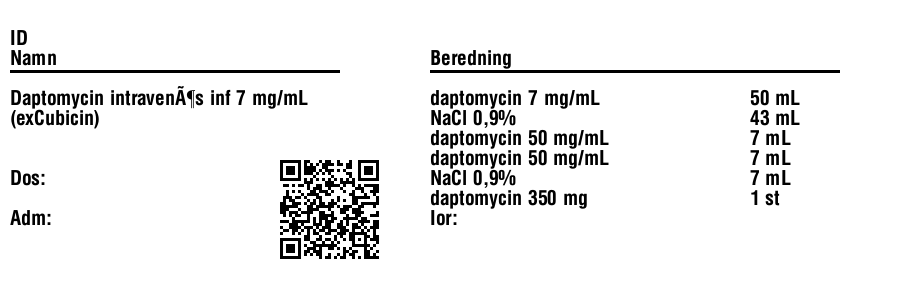 ID
Namn
Daptomycin intravenÃ¶s inf 7 mg/mL
(exCubicin)
Dos:
Adm:
Beredning
daptomycin 7 mg/mL 50 mL
NaCl 0,9% 43 mL
daptomycin 50 mg/mL 7 mL
daptomycin 50 mg/mL 7 mL
NaCl 0,9% 7 mL
daptomycin 350 mg 1 st
lor: